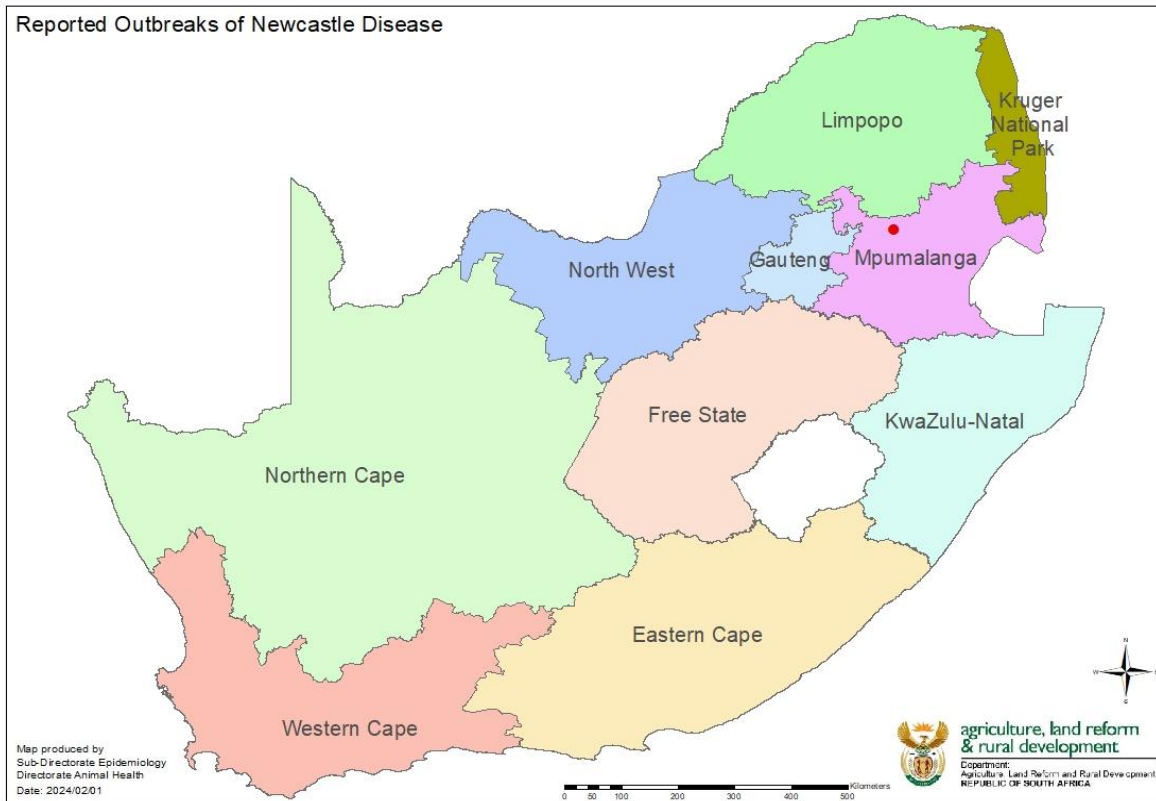 Reported Outbreaks of Newcastle Disease
Limpopo
Kruger
National
Park
North West
Gauteng
Mpumalanga
Free State
KwaZulu-Natal
Northern Cape
Eastern Cape
Western Cape
N
W
S
Map produced by
Sub-Directorate Epidemiology
Directorate Animal Health
Date: 2024/02/01
Kilometers
0 50 100 200 300 400 500
agriculture, land reform
& rural development
Department:
Agriculture, Land Reform and Rural Development
REPUBLIC OF SOUTH AFRICA